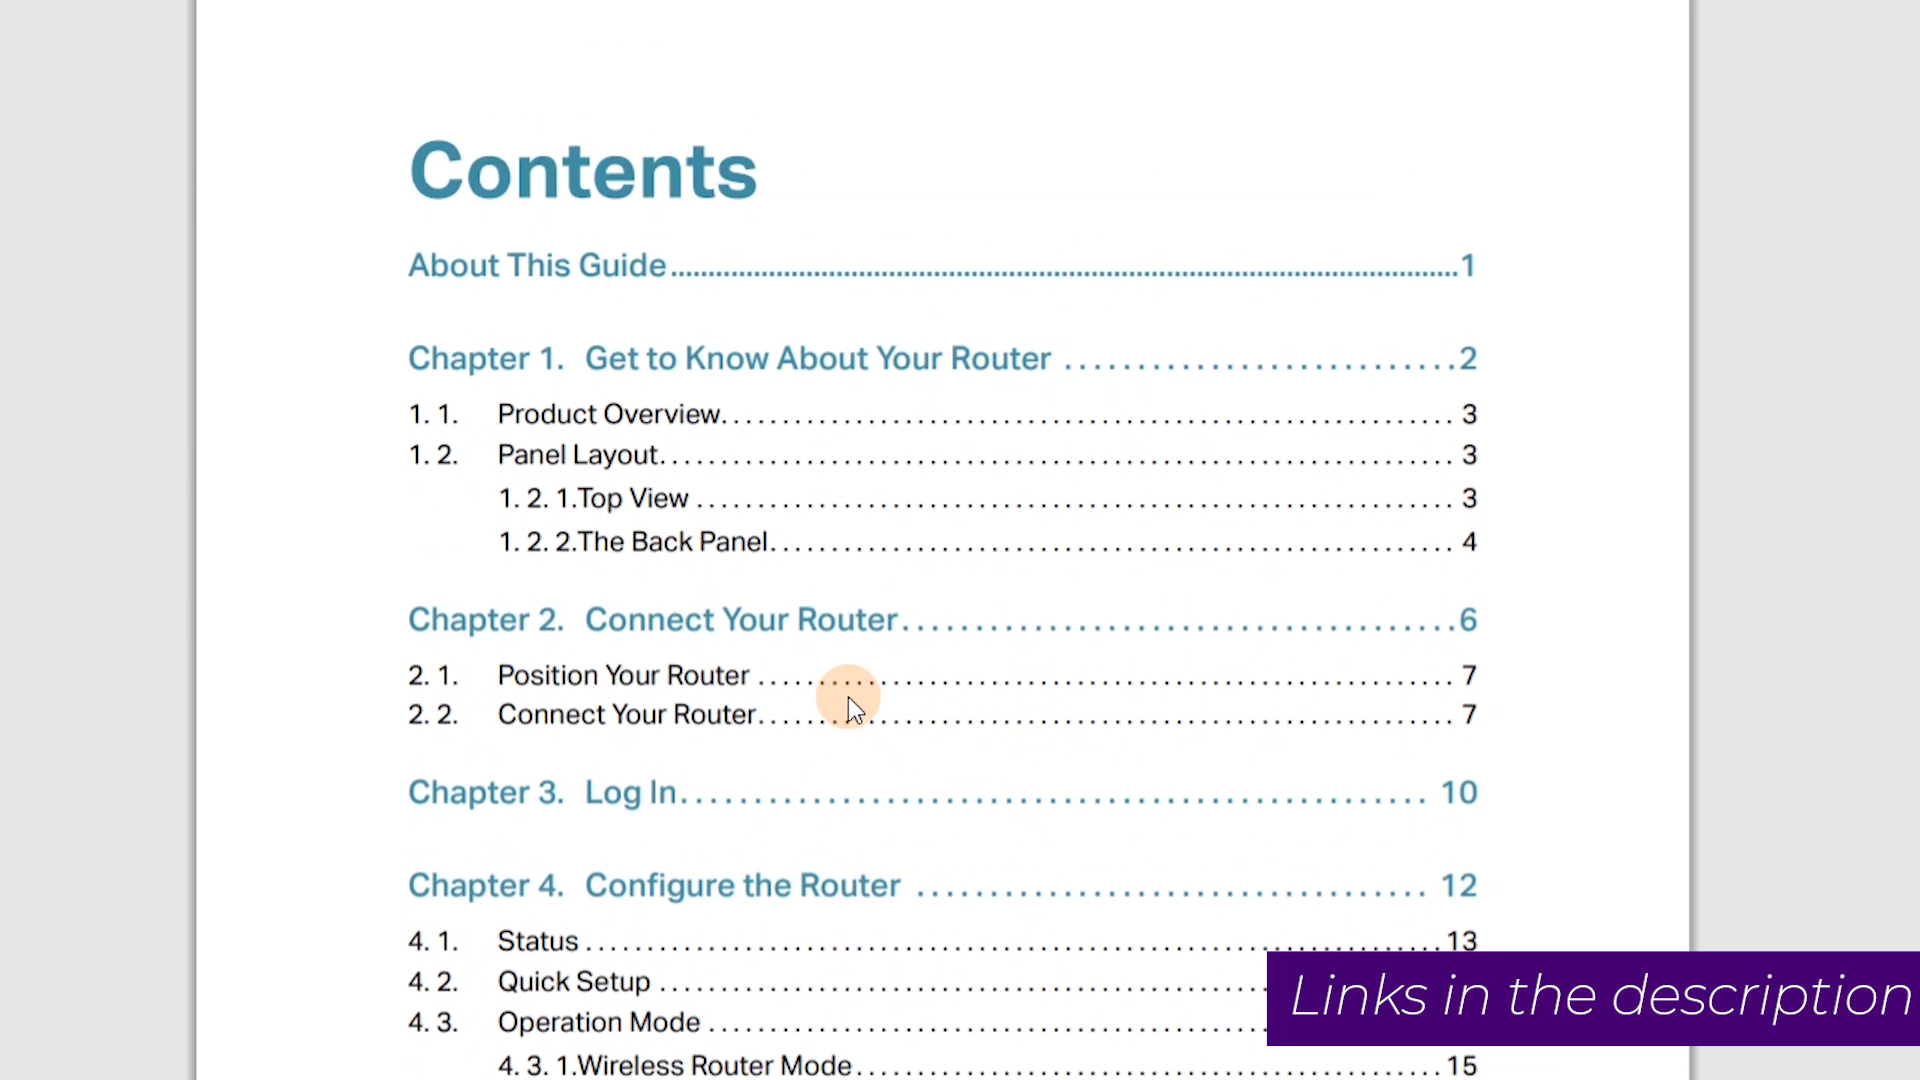 Contents
About This Guide........................................................................................................1
Chapter 1. Get to Know About Your Router . . . . . . . . . . . . . . . . . . . . . . . . . . .2
1. 1. Product Overview. . . . . . . . . . . . . . . . . . . . . . . . . . . . . . . . . . . . . . . . . . . . . . . . . . 3
1. 2. Panel Layout. . . . . . . . . . . . . . . . . . . . . . . . . . . . . . . . . . . . . . . . . . . . . . . . . . . . . . 3
1. 2. 1.Top View . . . . . . . . . . . . . . . . . . . . . . . . . . . . . . . . . . . . . . . . . . . . . . . . . . . . 3
1. 2. 2.The Back Panel. . . . . . . . . . . . . . . . . . . . . . . . . . . . . . . . . . . . . . . . . . . . . . . 4
Chapter 2. Connect Your Router. . . . . . . . . . . . . . . . . . . . . . . . . . . . . . . . . . . . . .6
2. 1. Position Your Router . . . . . . . . . . . . . . . . . . . . . . . . . . . . . . . . . . . . . . . . . . . . . . . . 7
2. 2. Connect Your Router. . . . . . . . . . . . . . . . . . . . . . . . . . . . . . . . . . . . . . . . . . . . . . . . 7
Chapter 3. Log In. . . . . . . . . . . . . . . . . . . . . . . . . . . . . . . . . . . . . . . . . . . . . . . . . . . 10
Chapter 4. Configure the Router . . . . . . . . . . . . . . . . . . . . . . . . . . . . . . . . . . . 12
4. 1. Status . . . . . . . . . . . . . . . . . . . . . . . . . . . . . . . . . . . . . . . . . . . . . . . . . . . . . . . . . .13
4. 2. Quick Setup . . . . . . . . . . . . . . . . . . . . . . . . . . . . . . . . . . . . . . . .
4. 3. Operation Mode . . . . . . . . . . . . . . . . . . . . . . . . . . . . . . . . . . . . .
4. 3. 1.Wireless Router Mode. . . . . . . . . . . . . . . . . . . . . . . . . . . . . . . . . . . . . . . .15
Links in the description